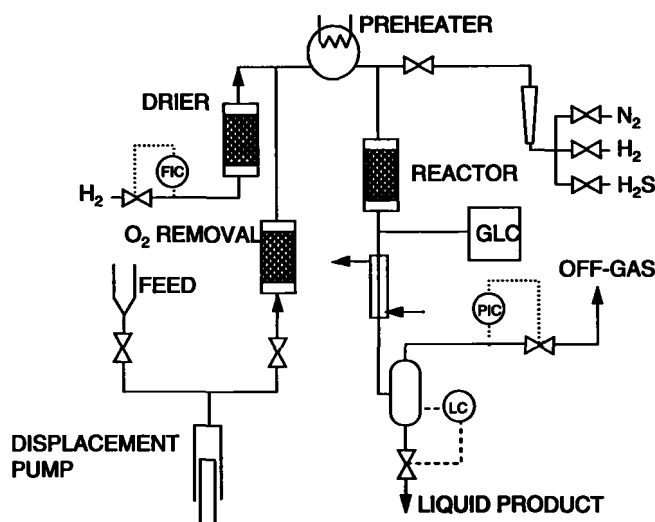 PREHEATER
DRIER
N₂
FIC
H₂
H₂
REACTOR
H₂S
O₂ REMOVAL
GLC
OFF-GAS
FEED
PIC
LC
DISPLACEMENT
PUMP
LIQUID PRODUCT